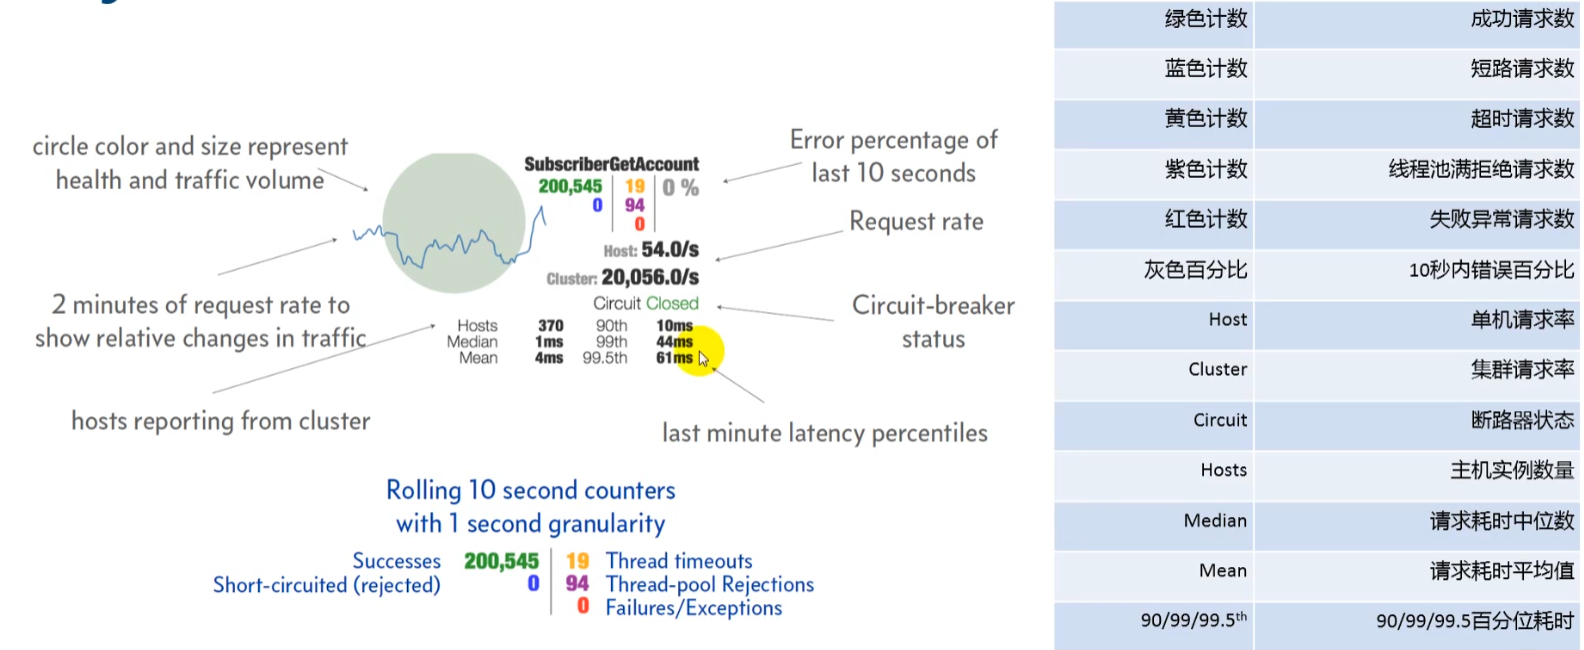 circle color and size represent
health and traffic volume
2 minutes of request rate to
show relative changes in traffic
hosts reporting from cluster
SubscriberGetAccount
200,545 19 0 %
0 94
0
Host: 54.0/s
Cluster: 20,056.0/s
Circuit Closed
Hosts 370 90th 10ms
Median 1ms 99th 44ms
Mean 4ms 99.5th 61ms
Error percentage of
last 10 seconds
Request rate
Circuit-breaker
status
last minute latency percentiles
Rolling 10 second counters
with 1 second granularity
Successes 200,545 19 Thread timeouts
Short-circuited (rejected) 0 94 Thread-pool Rejections
0 Failures/Exceptions
绿色计数 成功请求数
蓝色计数 短路请求数
黄色计数 超时请求数
紫色计数 线程池满拒绝请求数
红色计数 失败异常请求数
灰色百分比 10秒内错误百分比
Host 单机请求率
Cluster 集群请求率
Circuit 断路器状态
Hosts 主机实例数量
Median 请求耗时中位数
Mean 请求耗时平均值
90/99/99.5th 90/99/99.5百分位耗时